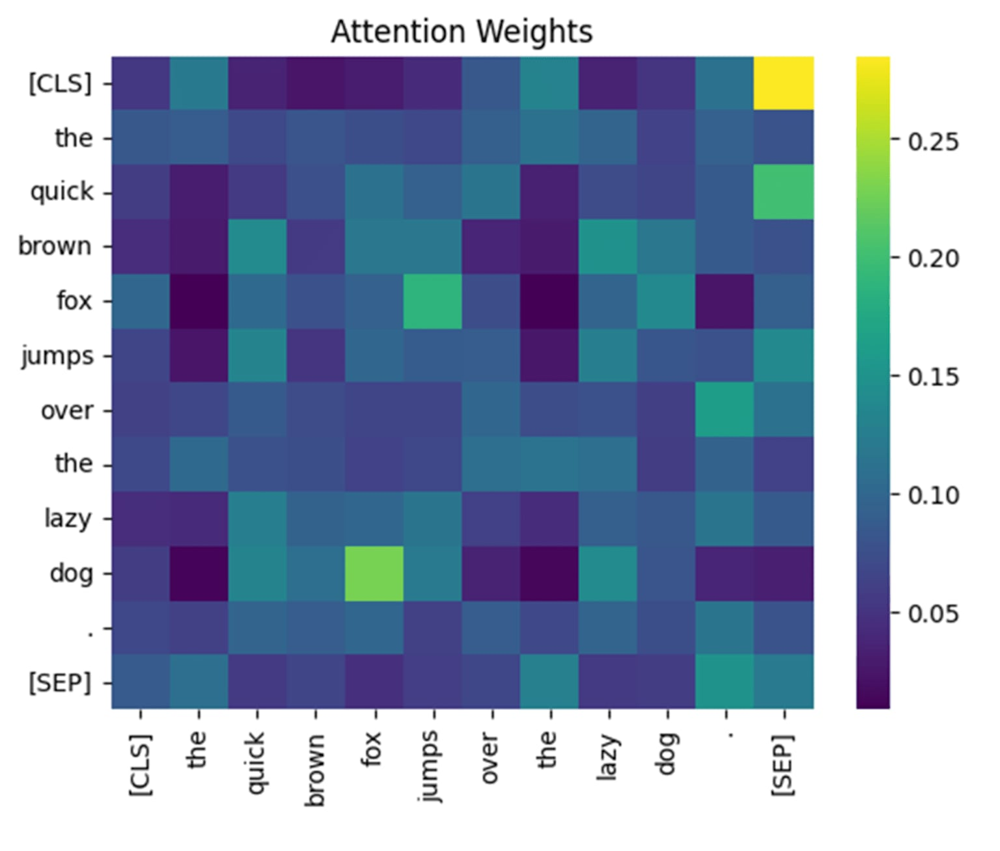 Attention Weights
[CLS]
the
quick
brown
fox
jumps
over
the
lazy
dog
.
[SEP]
[CLS] the quick brown fox jumps over the lazy dog . [SEP]
0.25
0.20
0.15
0.10
0.05